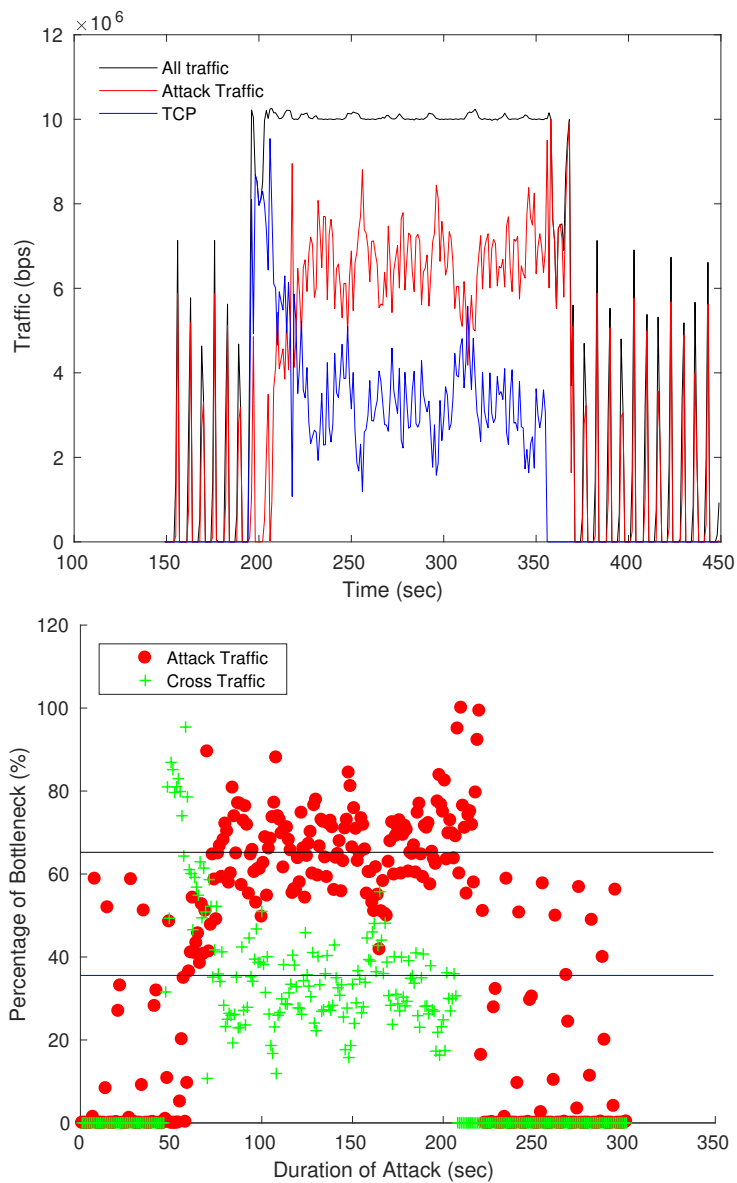 × 10⁶
12
10
8
6
4
2
0
All traffic
Attack Traffic
TCP
Traffic (bps)
100 150 200 250 300 350 400 450
Time (sec)
120
100
80
60
40
20
0
Attack Traffic
Cross Traffic
Percentage of Bottleneck (%)
0 50 100 150 200 250 300 350
Duration of Attack (sec)